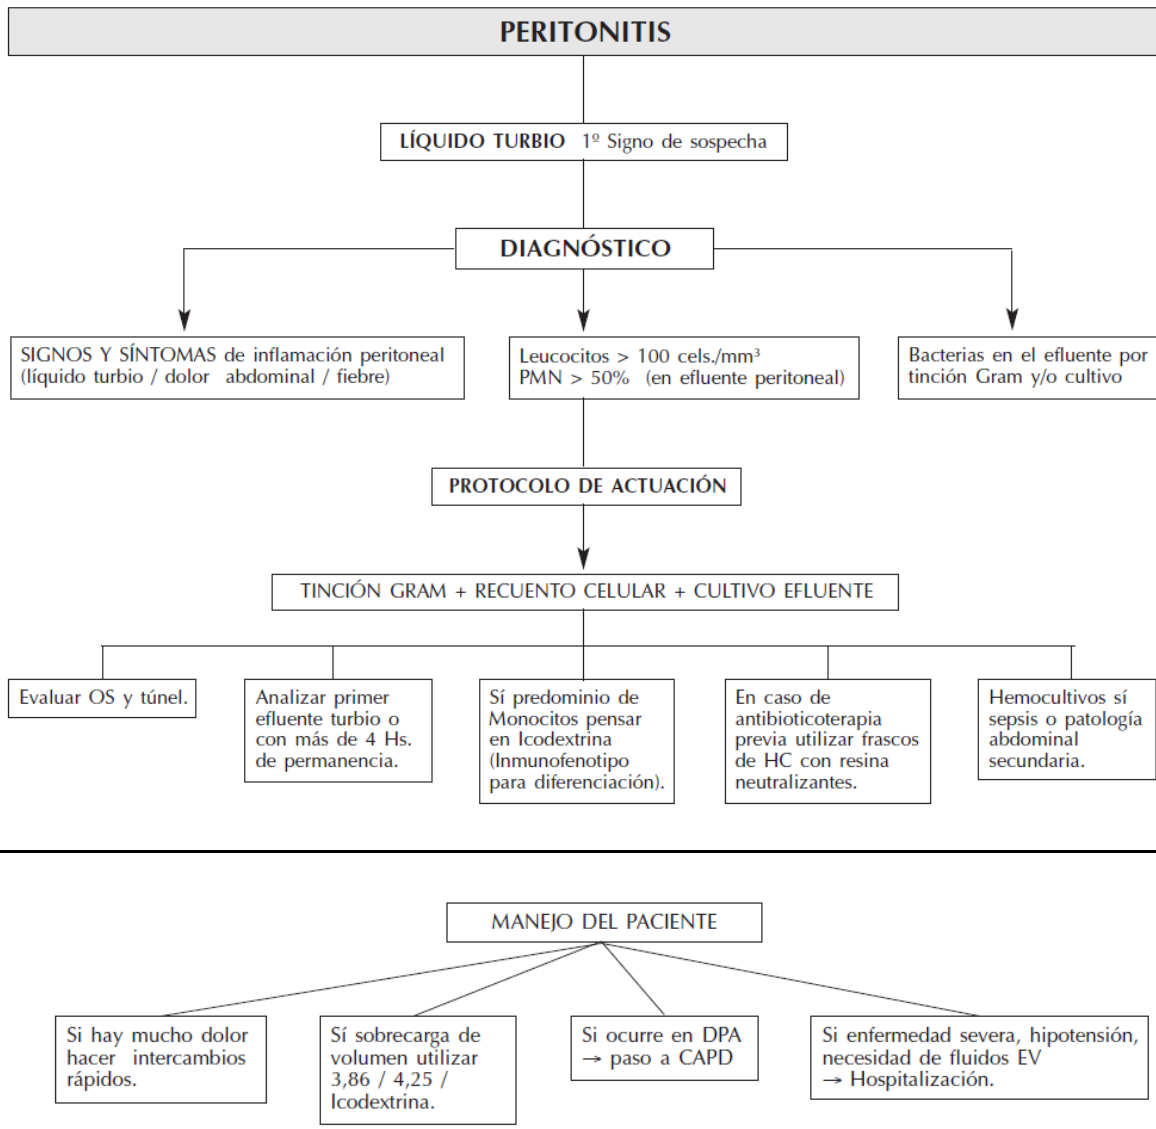 PERITONITIS
LÍQUIDO TURBIO 1º Signo de sospecha
DIAGNÓSTICO
SIGNOS Y SÍNTOMAS de inflamación peritoneal
(líquido turbio / dolor abdominal / fiebre)
Leucocitos > 100 cels./mm³
PMN > 50% (en efluente peritoneal)
Bacterias en el efluente por
tinción Gram y/o cultivo
PROTOCOLO DE ACTUACIÓN
TINCIÓN GRAM + RECUENTO CELULAR + CULTIVO EFLUENTE
Evaluar OS y túnel.
Analizar primer
efluente turbio o
con más de 4 Hs.
de permanencia.
Sí predominio de
Monocitos pensar
en Icodextrina
(Inmunofenotipo
para diferenciación).
En caso de
antibioticoterapia
previa utilizar frascos
de HC con resina
neutralizantes.
Hemocultivos sí
sepsis o patología
abdominal
secundaria.
MANEJO DEL PACIENTE
Si hay mucho dolor
hacer intercambios
rápidos.
Sí sobrecarga de
volumen utilizar
3,86 / 4,25 /
Icodextrina.
Si ocurre en DPA
→ paso a CAPD
Si enfermedad severa, hipotensión,
necesidad de fluidos EV
→ Hospitalización.